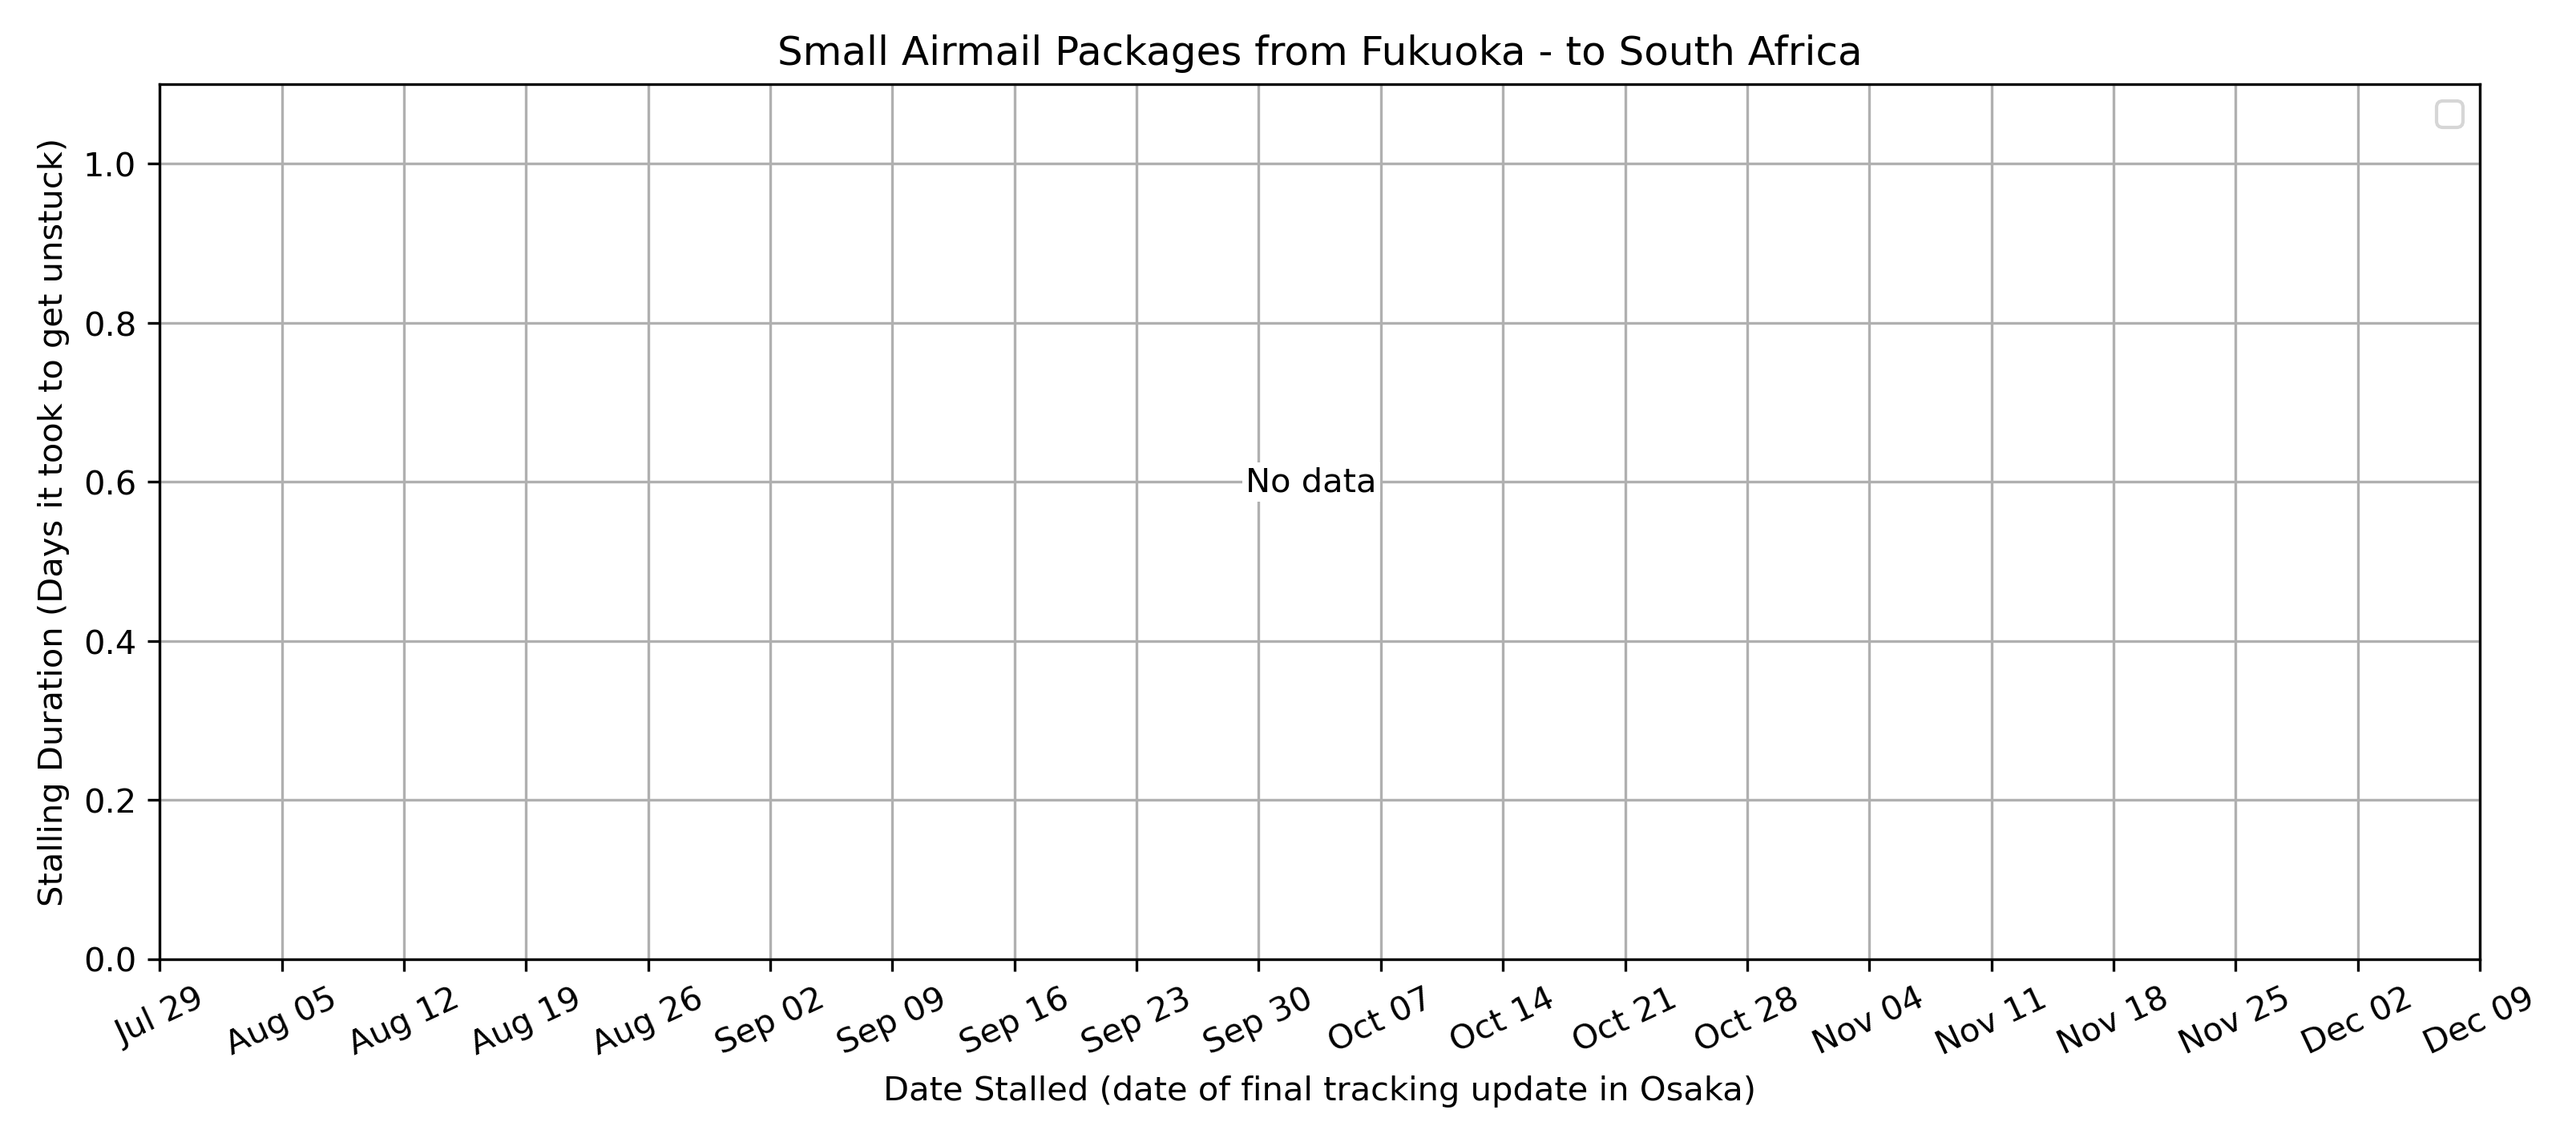 Small Airmail Packages from Fukuoka - to South Africa
Stalling Duration (Days it took to get unstuck)
1.0
0.8
0.6
0.4
0.2
0.0
No data
Jul 29
Aug 05
Aug 12
Aug 19
Aug 26
Sep 02
Sep 09
Sep 16
Sep 23
Sep 30
Oct 07
Oct 14
Oct 21
Oct 28
Nov 04
Nov 11
Nov 18
Nov 25
Dec 02
Dec 09
Date Stalled (date of final tracking update in Osaka)